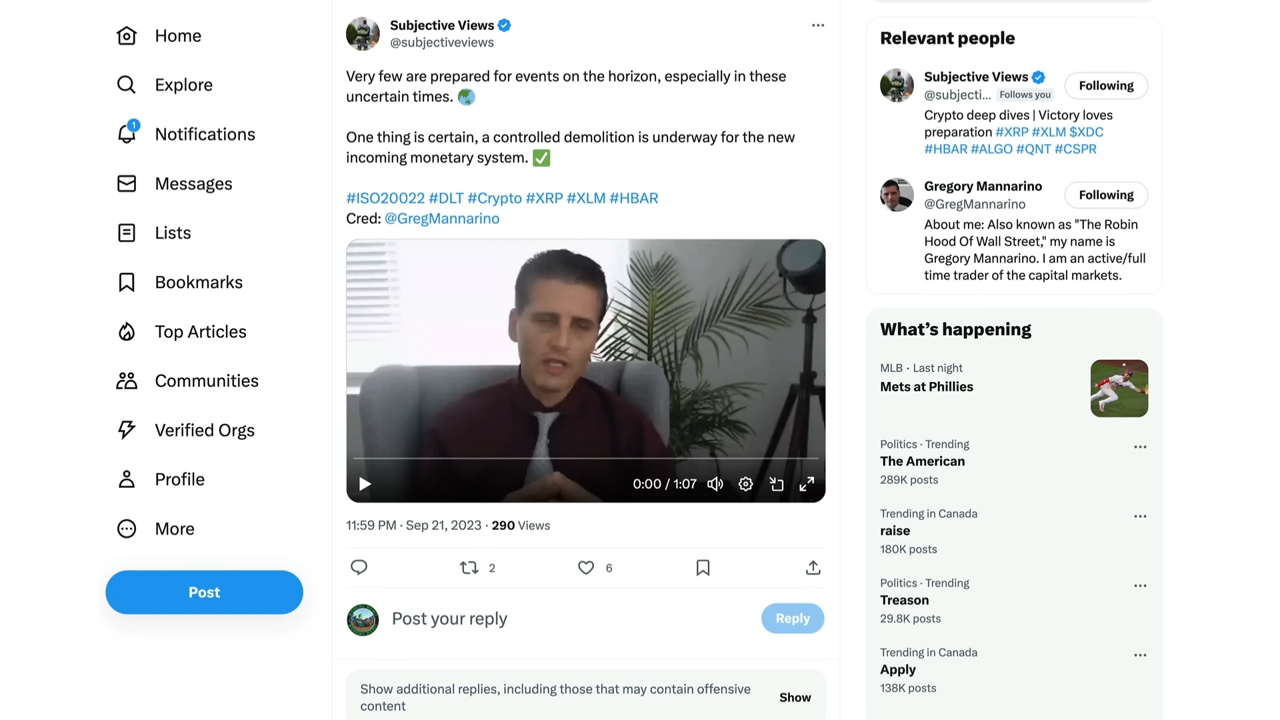 Home
Explore
1
Notifications
Messages
Lists
Bookmarks
Top Articles
Communities
Verified Orgs
Profile
More
Post
Subjective Views
@subjectiveviews
Very few are prepared for events on the horizon, especially in these
uncertain times.
One thing is certain, a controlled demolition is underway for the new
incoming monetary system.
#ISO20022 #DLT #Crypto #XRP #XLM #HBAR
Cred: @GregMannarino
0:00 / 1:07
11:59 PM · Sep 21, 2023 · 290 Views
2
6
Post your reply
Reply
Show additional replies, including those that may contain offensive
content
Show
Relevant people
Subjective Views
@subjecti... Follows you
Following
Crypto deep dives | Victory loves
preparation #XRP #XLM $XDC
#HBAR #ALGO #QNT #CSPR
Gregory Mannarino
@GregMannarino
Following
About me: Also known as "The Robin
Hood Of Wall Street," my name is
Gregory Mannarino. I am an active/full
time trader of the capital markets.
What's happening
MLB · Last night
Mets at Phillies
Politics · Trending
The American
289K posts
Trending in Canada
raise
180K posts
Politics · Trending
Treason
29.8K posts
Trending in Canada
Apply
138K posts